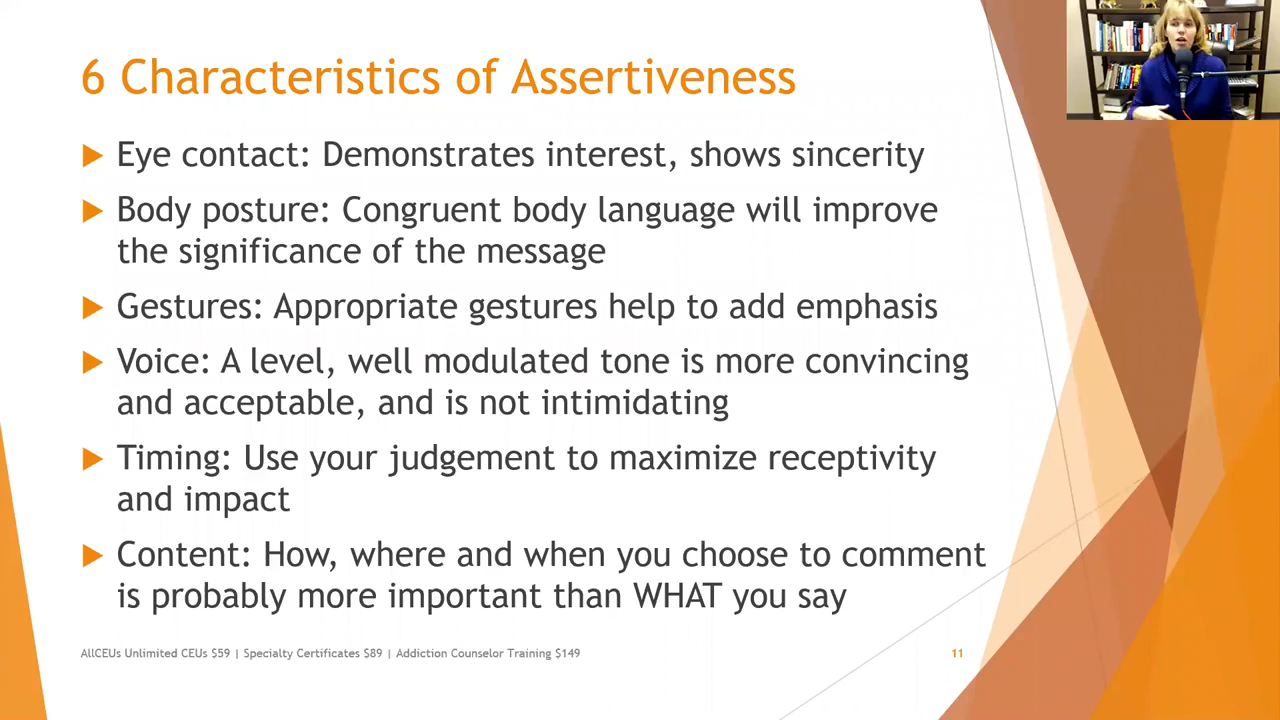 6 Characteristics of Assertiveness
Eye contact: Demonstrates interest, shows sincerity
Body posture: Congruent body language will improve
the significance of the message
Gestures: Appropriate gestures help to add emphasis
Voice: A level, well modulated tone is more convincing
and acceptable, and is not intimidating
Timing: Use your judgement to maximize receptivity
and impact
Content: How, where and when you choose to comment
is probably more important than WHAT you say
AllCEUs Unlimited CEUs $59 | Specialty Certificates $89 | Addiction Counselor Training $149
11